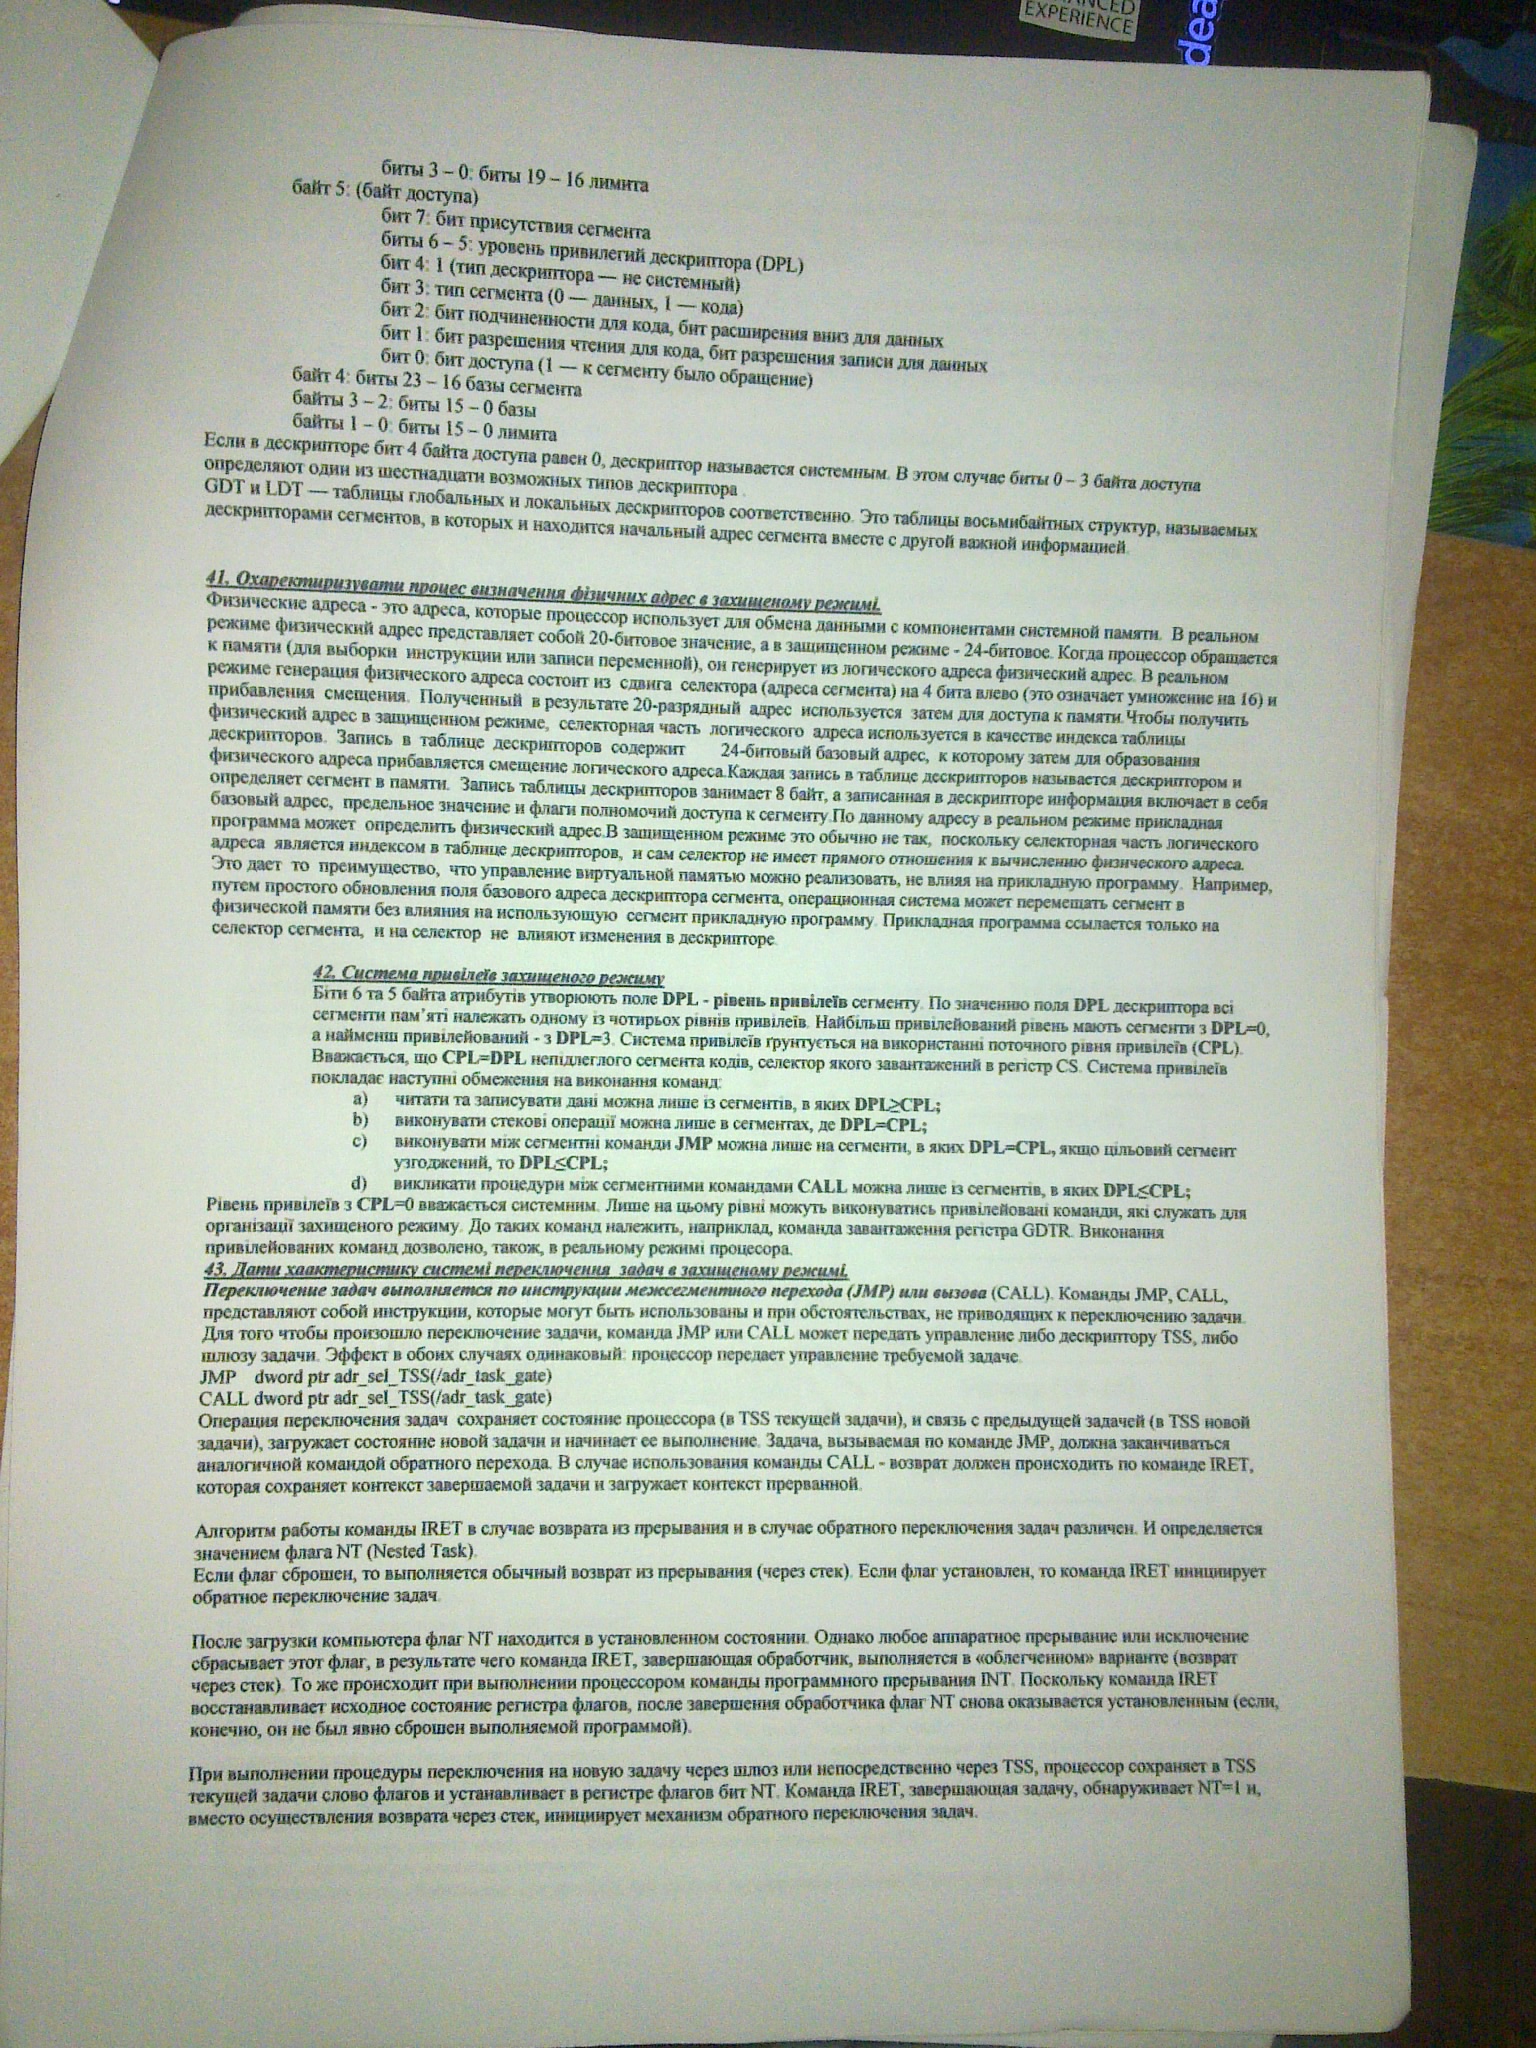 ANCED
EXPERIENCE
dea
биты 3 – 0: биты 19 – 16 лимита
байт 5: (байт доступа)
бит 7: бит присутствия сегмента
биты 6 – 5: уровень привилегий дескриптора (DPL)
бит 4: 1 (тип дескриптора — не системный)
бит 3: тип сегмента (0 — данных, 1 — кода)
бит 2: бит подчиненности для кода, бит расширения вниз для данных
бит 1: бит разрешения чтения для кода, бит разрешения записи для данных
бит 0: бит доступа (1 — к сегменту было обращение)
байт 4: биты 23 – 16 базы сегмента
байты 3 – 2: биты 15 – 0 базы
байты 1 – 0: биты 15 – 0 лимита
Если в дескрипторе бит 4 байта доступа равен 0, дескриптор называется системным. В этом случае биты 0 – 3 байта доступа
определяют один из шестнадцати возможных типов дескриптора .
GDT и LDT — таблицы глобальных и локальных дескрипторов соответственно. Это таблицы восьмибайтных структур, называемых
дескрипторами сегментов, в которых и находится начальный адрес сегмента вместе с другой важной информацией.
41. Охаректиризувати процес визначення фізичних адрес в захищеному режимі.
Физические адреса - это адреса, которые процессор использует для обмена данными с компонентами системной памяти. В реальном
режиме физический адрес представляет собой 20-битовое значение, а в защищенном режиме - 24-битовое. Когда процессор обращается
к памяти (для выборки инструкции или записи переменной), он генерирует из логического адреса физический адрес. В реальном
режиме генерация физического адреса состоит из сдвига селектора (адреса сегмента) на 4 бита влево (это означает умножение на 16) и
прибавления смещения. Полученный в результате 20-разрядный адрес используется затем для доступа к памяти.Чтобы получить
физический адрес в защищенном режиме, селекторная часть логического адреса используется в качестве индекса таблицы
дескрипторов. Запись в таблице дескрипторов содержит 24-битовый базовый адрес, к которому затем для образования
физического адреса прибавляется смещение логического адреса.Каждая запись в таблице дескрипторов называется дескриптором и
определяет сегмент в памяти. Запись таблицы дескрипторов занимает 8 байт, а записанная в дескрипторе информация включает в себя
базовый адрес, предельное значение и флаги полномочий доступа к сегменту.По данному адресу в реальном режиме прикладная
программа может определить физический адрес.В защищенном режиме это обычно не так, поскольку селекторная часть логического
адреса является индексом в таблице дескрипторов, и сам селектор не имеет прямого отношения к вычислению физического адреса.
Это дает то преимущество, что управление виртуальной памятью можно реализовать, не влияя на прикладную программу. Например,
путем простого обновления поля базового адреса дескриптора сегмента, операционная система может перемещать сегмент в
физической памяти без влияния на использующую сегмент прикладную программу. Прикладная программа ссылается только на
селектор сегмента, и на селектор не влияют изменения в дескрипторе.
42. Система привілеїв захищеного режиму
Біти 6 та 5 байта атрибутів утворюють поле DPL - рівень привілеїв сегменту. По значенню поля DPL дескриптора всі
сегменти пам’яті належать одному із чотирьох рівнів привілеїв. Найбільш привілейований рівень мають сегменти з DPL=0,
а найменш привілейований - з DPL=3. Система привілеїв ґрунтується на використанні поточного рівня привілеїв (CPL).
Вважається, що CPL=DPL непідлеглого сегмента кодів, селектор якого завантажений в регістр CS. Система привілеїв
покладає наступні обмеження на виконання команд:
a) читати та записувати дані можна лише із сегментів, в яких DPL≥CPL;
b) виконувати стекові операції можна лише в сегментах, де DPL=CPL;
c) виконувати між сегментні команди JMP можна лише на сегменти, в яких DPL=CPL, якщо цільовий сегмент
узгоджений, то DPL≤CPL;
d) викликати процедури між сегментними командами CALL можна лише із сегментів, в яких DPL≤CPL;
Рівень привілеїв з CPL=0 вважається системним. Лише на цьому рівні можуть виконуватись привілейовані команди, які служать для
організації захищеного режиму. До таких команд належить, наприклад, команда завантаження регістра GDTR. Виконання
привілейованих команд дозволено, також, в реальному режимі процесора.
43. Дати хаактеристику системі переключення задач в захищеному режимі.
Переключение задач выполняется по инструкции межсегментного перехода (JMP) или вызова (CALL). Команды JMP, CALL,
представляют собой инструкции, которые могут быть использованы и при обстоятельствах, не приводящих к переключению задачи.
Для того чтобы произошло переключение задачи, команда JMP или CALL может передать управление либо дескриптору TSS, либо
шлюзу задачи. Эффект в обоих случаях одинаковый: процессор передает управление требуемой задаче.
JMP dword ptr adr_sel_TSS(/adr_task_gate)
CALL dword ptr adr_sel_TSS(/adr_task_gate)
Операция переключения задач сохраняет состояние процессора (в TSS текущей задачи), и связь с предыдущей задачей (в TSS новой
задачи), загружает состояние новой задачи и начинает ее выполнение. Задача, вызываемая по команде JMP, должна заканчиваться
аналогичной командой обратного перехода. В случае использования команды CALL - возврат должен происходить по команде IRET,
которая сохраняет контекст завершаемой задачи и загружает контекст прерванной.
Алгоритм работы команды IRET в случае возврата из прерывания и в случае обратного переключения задач различен. И определяется
значением флага NT (Nested Task).
Если флаг сброшен, то выполняется обычный возврат из прерывания (через стек). Если флаг установлен, то команда IRET инициирует
обратное переключение задач.
После загрузки компьютера флаг NT находится в установленном состоянии. Однако любое аппаратное прерывание или исключение
сбрасывает этот флаг, в результате чего команда IRET, завершающая обработчик, выполняется в «облегченном» варианте (возврат
через стек). То же происходит при выполнении процессором команды программного прерывания INT. Поскольку команда IRET
восстанавливает исходное состояние регистра флагов, после завершения обработчика флаг NT снова оказывается установленным (если,
конечно, он не был явно сброшен выполняемой программой).
При выполнении процедуры переключения на новую задачу через шлюз или непосредственно через TSS, процессор сохраняет в TSS
текущей задачи слово флагов и устанавливает в регистре флагов бит NT. Команда IRET, завершающая задачу, обнаруживает NT=1 и,
вместо осуществления возврата через стек, инициирует механизм обратного переключения задач.